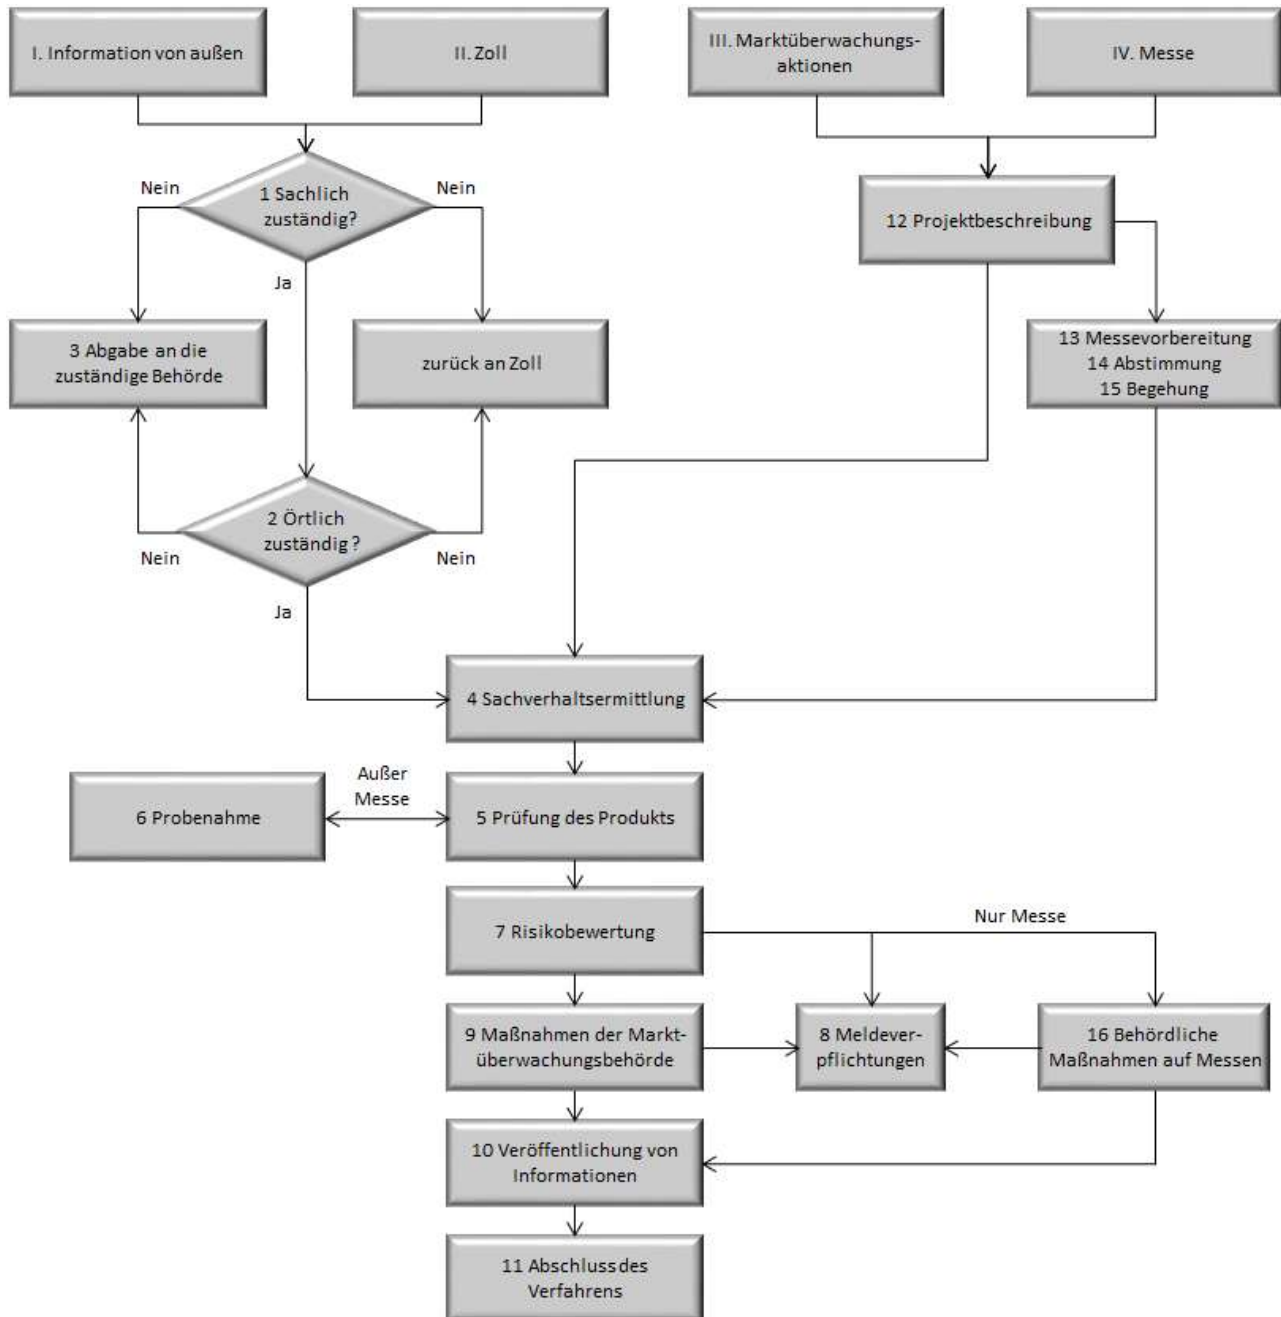 I. Information von außen
II. Zoll
III. Marktüberwachungs-
aktionen
IV. Messe
Nein
1 Sachlich
zuständig?
Nein
12 Projektbeschreibung
Ja
3 Abgabe an die
zuständige Behörde
zurück an Zoll
13 Messevorbereitung
14 Abstimmung
15 Begehung
2 Örtlich
zuständig?
Nein
Nein
Ja
4 Sachverhaltsermittlung
Außer
Messe
6 Probenahme
5 Prüfung des Produkts
7 Risikobewertung
Nur Messe
9 Maßnahmen der Markt-
überwachungsbehörde
8 Meldever-
pflichtungen
16 Behördliche
Maßnahmen auf Messen
10 Veröffentlichung von
Informationen
11 Abschluss des
Verfahrens